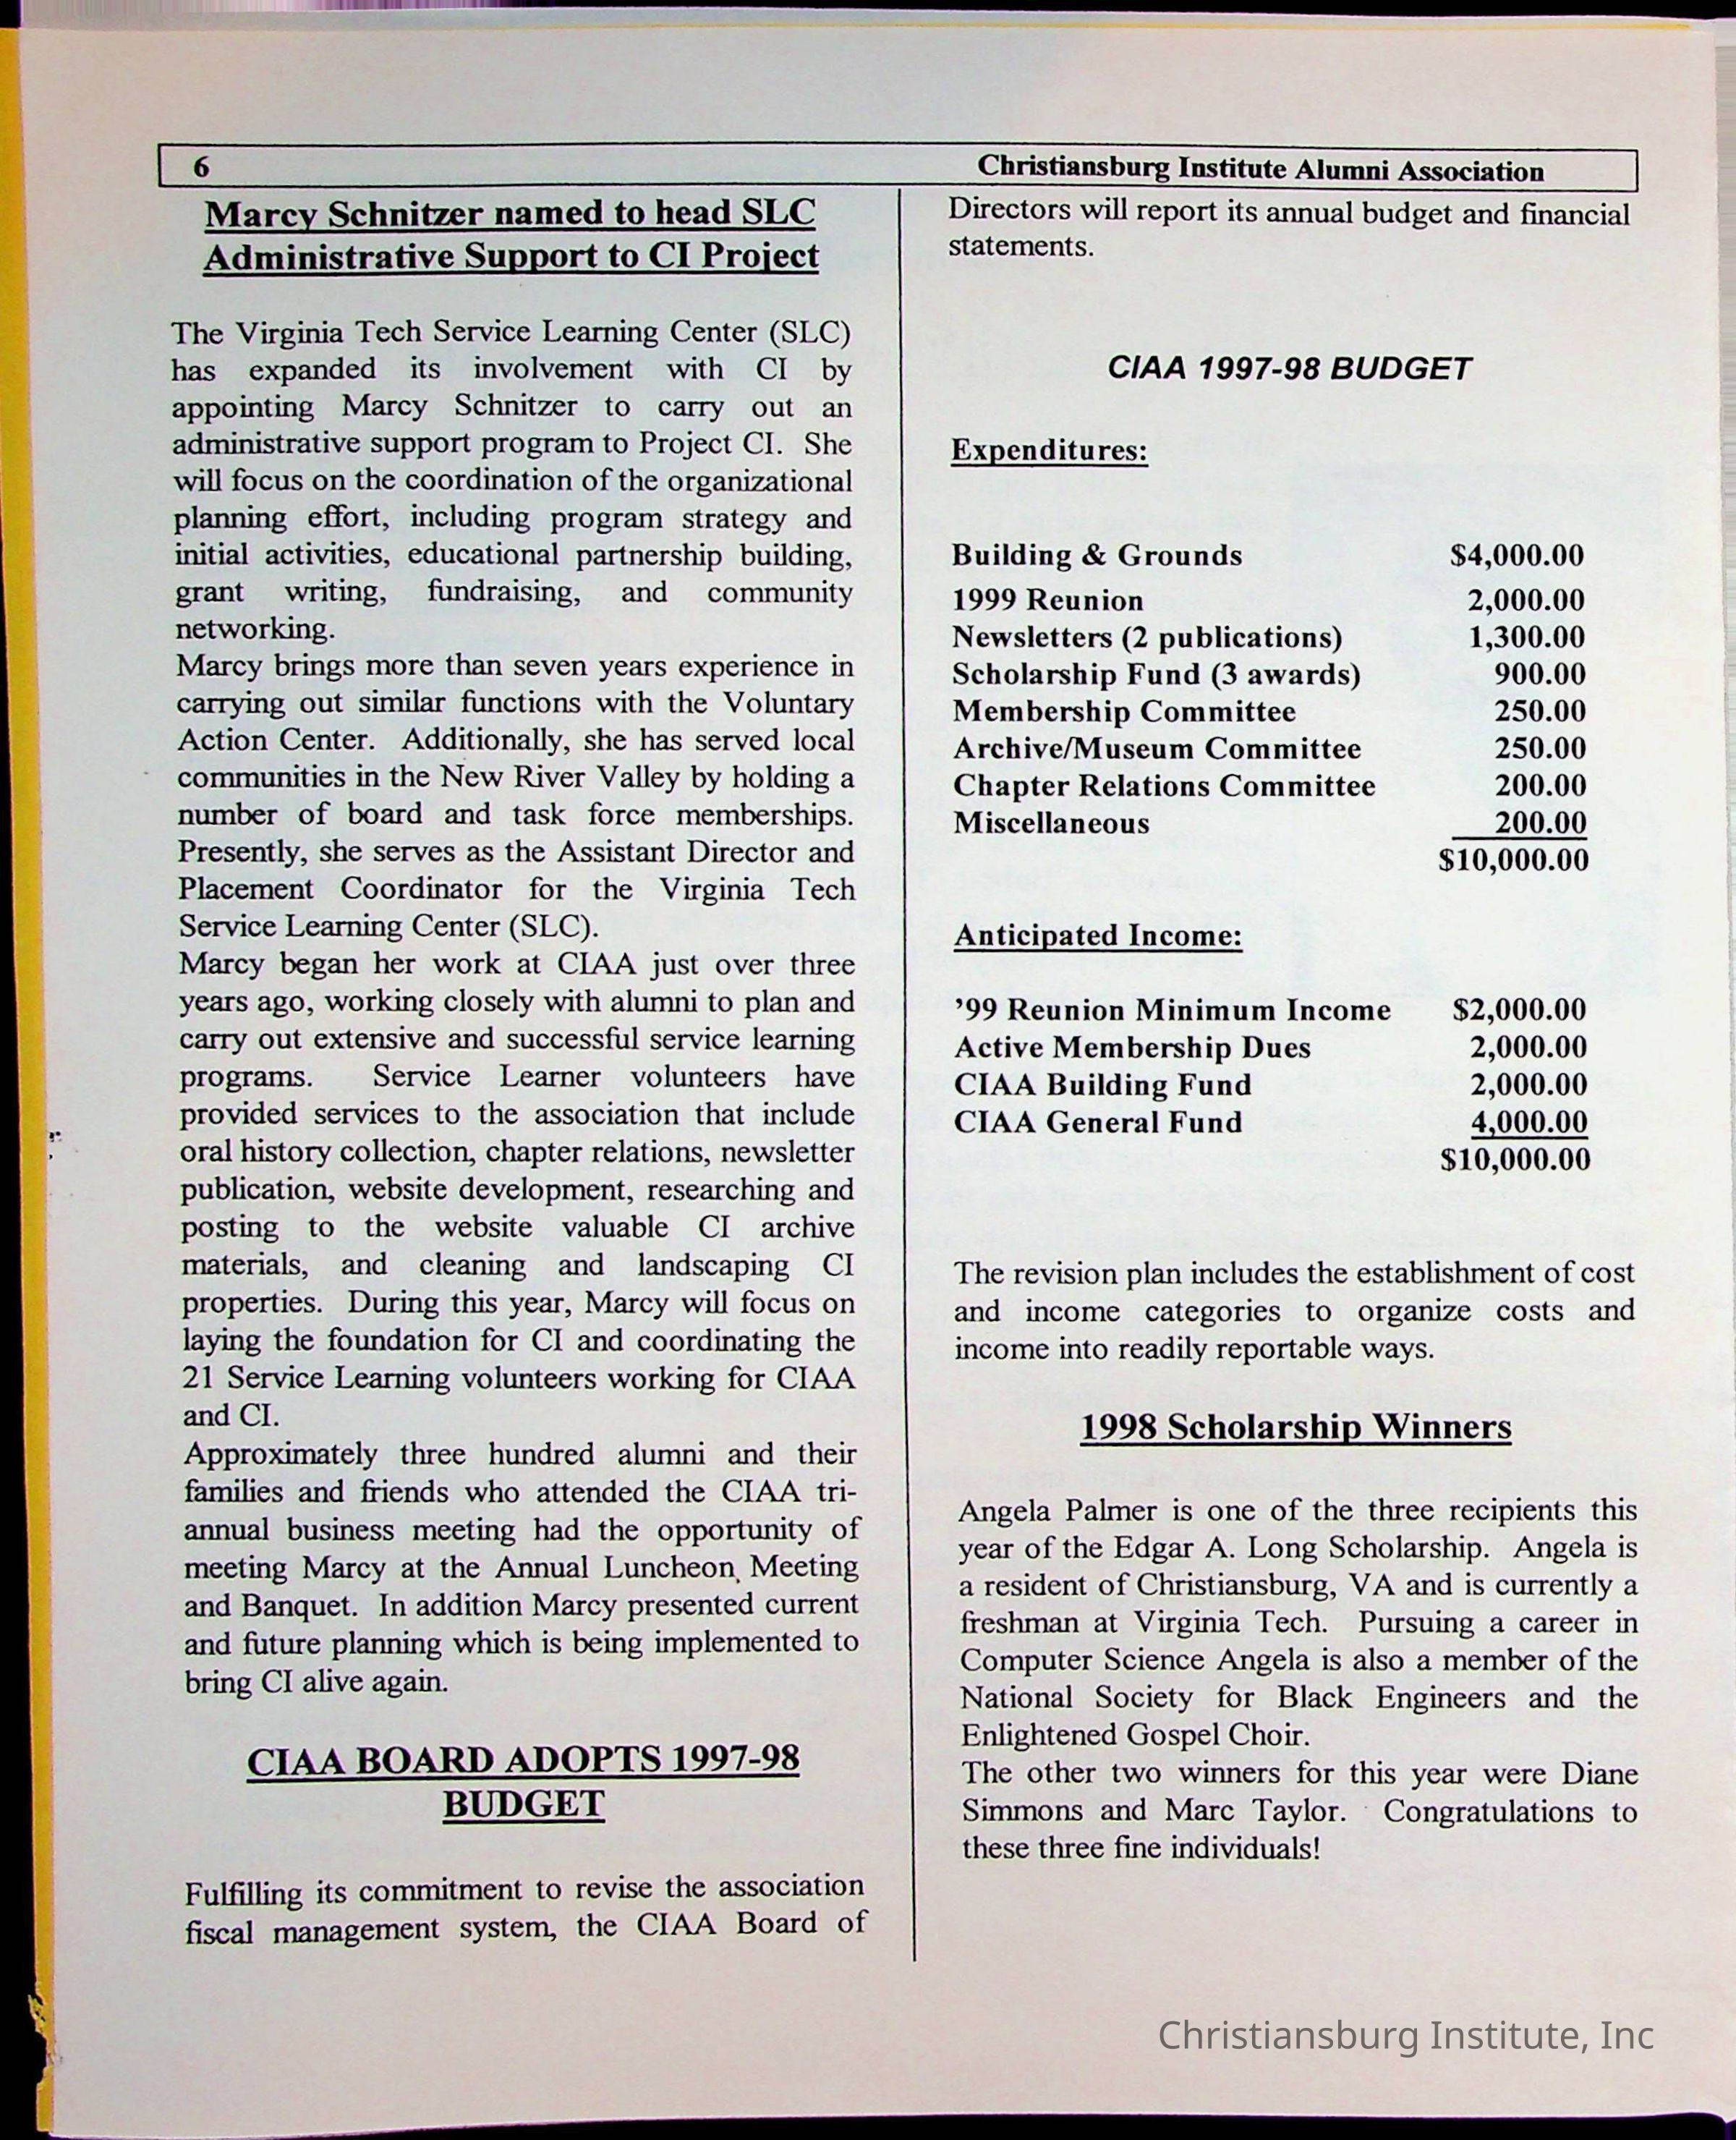 6
Christiansburg Institute Alumni Association
Marcy Schnitzer named to head SLC
Administrative Support to CI Project
The Virginia Tech Service Learning Center (SLC)
has expanded its involvement with CI by
appointing Marcy Schnitzer to carry out an
administrative support program to Project CI. She
will focus on the coordination of the organizational
planning effort, including program strategy and
initial activities, educational partnership building,
grant writing, fundraising, and community
networking.
Marcy brings more than seven years experience in
carrying out similar functions with the Voluntary
Action Center. Additionally, she has served local
communities in the New River Valley by holding a
number of board and task force memberships.
Presently, she serves as the Assistant Director and
Placement Coordinator for the Virginia Tech
Service Learning Center (SLC).
Marcy began her work at CIAA just over three
years ago, working closely with alumni to plan and
carry out extensive and successful service learning
programs. Service Learner volunteers have
provided services to the association that include
oral history collection, chapter relations, newsletter
publication, website development, researching and
posting to the website valuable CI archive
materials, and cleaning and landscaping CI
properties. During this year, Marcy will focus on
laying the foundation for CI and coordinating the
21 Service Learning volunteers working for CIAA
and CI.
Approximately three hundred alumni and their
families and friends who attended the CIAA tri-
annual business meeting had the opportunity of
meeting Marcy at the Annual Luncheon, Meeting
and Banquet. In addition Marcy presented current
and future planning which is being implemented to
bring CI alive again.
CIAA BOARD ADOPTS 1997-98
BUDGET
Fulfilling its commitment to revise the association
fiscal management system, the CIAA Board of
Directors will report its annual budget and financial
statements.
CIAA 1997-98 BUDGET
Expenditures:
Building & Grounds $4,000.00
1999 Reunion 2,000.00
Newsletters (2 publications) 1,300.00
Scholarship Fund (3 awards) 900.00
Membership Committee 250.00
Archive/Museum Committee 250.00
Chapter Relations Committee 200.00
Miscellaneous 200.00
$10,000.00
Anticipated Income:
’99 Reunion Minimum Income $2,000.00
Active Membership Dues 2,000.00
CIAA Building Fund 2,000.00
CIAA General Fund 4,000.00
$10,000.00
The revision plan includes the establishment of cost
and income categories to organize costs and
income into readily reportable ways.
1998 Scholarship Winners
Angela Palmer is one of the three recipients this
year of the Edgar A. Long Scholarship. Angela is
a resident of Christiansburg, VA and is currently a
freshman at Virginia Tech. Pursuing a career in
Computer Science Angela is also a member of the
National Society for Black Engineers and the
Enlightened Gospel Choir.
The other two winners for this year were Diane
Simmons and Marc Taylor. Congratulations to
these three fine individuals!
Christiansburg Institute, Inc